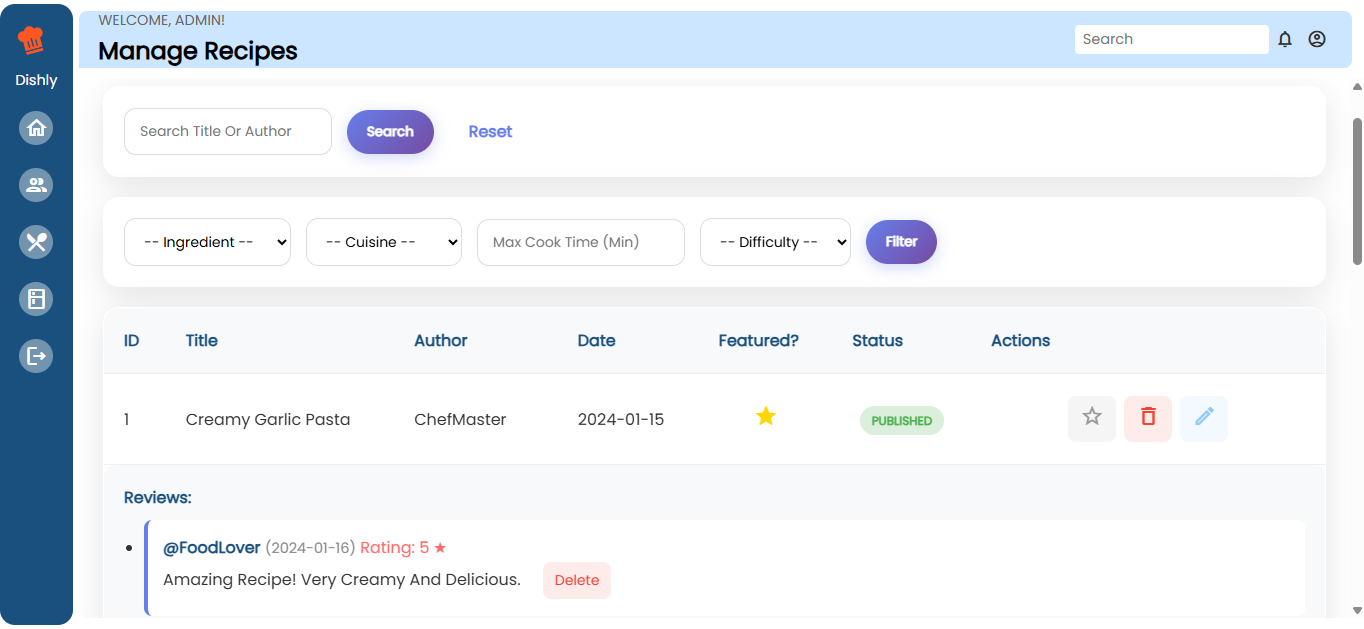 WELCOME, ADMIN!
Manage Recipes
Search
Dishly
Search Title Or Author
Search
Reset
-- Ingredient --
-- Cuisine --
Max Cook Time (Min)
-- Difficulty --
Filter
ID Title Author Date Featured? Status Actions
1 Creamy Garlic Pasta ChefMaster 2024-01-15 PUBLISHED
Reviews:
@FoodLover (2024-01-16) Rating: 5 ★
Amazing Recipe! Very Creamy And Delicious. Delete